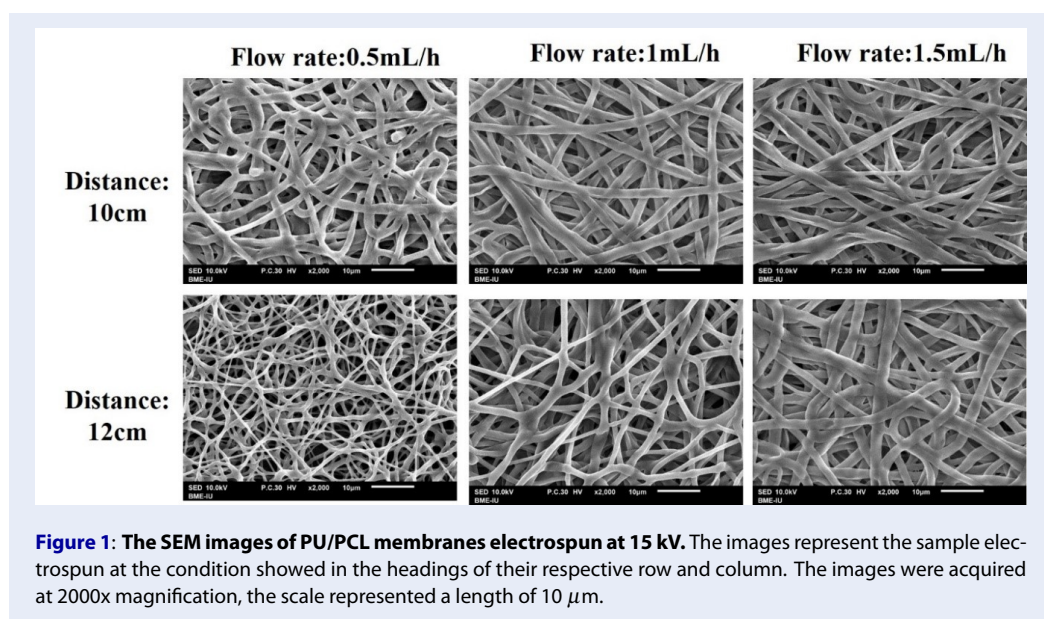 Flow rate:0.5mL/h
Flow rate:1mL/h
Flow rate:1.5mL/h
Distance:
10cm
SED 10.0kV P.C.30 HV x2,000 10µm
BME-IU
SED 10.0kV P.C.30 HV x2,000 10µm
BME-IU
SED 10.0kV P.C.30 HV x2,000 10µm
BME-IU
Distance:
12cm
SED 10.0kV P.C.30 HV x2,000 10µm
BME-IU
SED 10.0kV P.C.30 HV x2,000 10µm
BME-IU
SED 10.0kV P.C.30 HV x2,000 10µm
BME-IU
Figure 1: The SEM images of PU/PCL membranes electrospun at 15 kV. The images represent the sample elec-
trospun at the condition showed in the headings of their respective row and column. The images were acquired
at 2000x magnification, the scale represented a length of 10 µm.